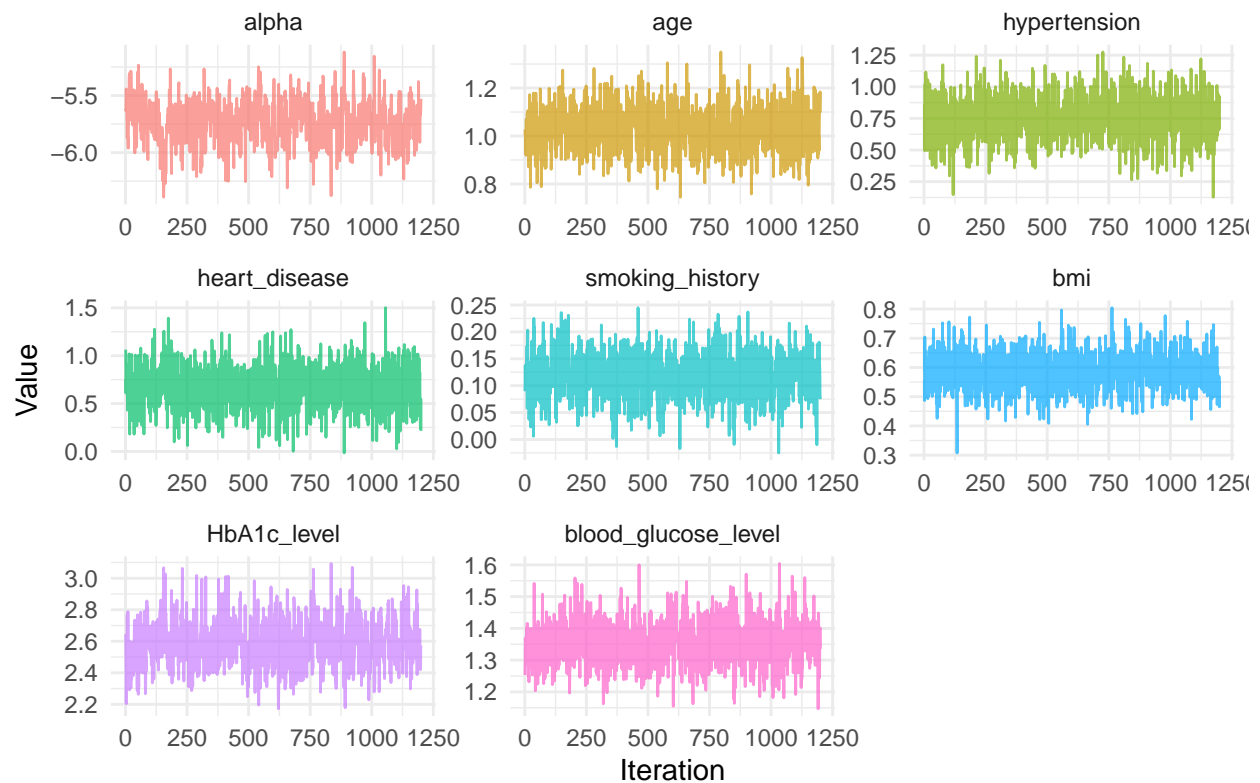 alpha age hypertension
−5.5
−6.0
1.2
1.0
0.8
1.25
1.00
0.75
0.50
0.25
0 250 500 750 1000 1250
0 250 500 750 1000 1250
0 250 500 750 1000 1250
heart_disease smoking_history bmi
Value
1.5
1.0
0.5
0.0
0.25
0.20
0.15
0.10
0.05
0.00
0.8
0.7
0.6
0.5
0.4
0.3
0 250 500 750 1000 1250
0 250 500 750 1000 1250
0 250 500 750 1000 1250
HbA1c_level blood_glucose_level
3.0
2.8
2.6
2.4
2.2
1.6
1.5
1.4
1.3
1.2
0 250 500 750 1000 1250
0 250 500 750 1000 1250
Iteration